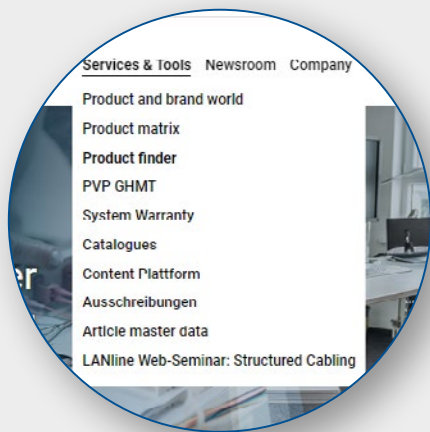 Services & Tools Newsroom Company
Product and brand world
Product matrix
Product finder
PVP GHMT
System Warranty
Catalogues
Content Plattform
Ausschreibungen
Article master data
LANline Web-Seminar: Structured Cabling
er